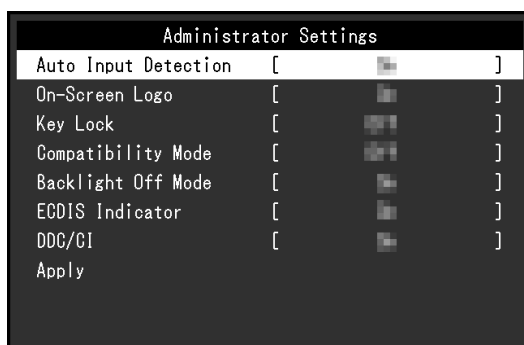 Administrator Settings
Auto Input Detection [ ]
On-Screen Logo [ ]
Key Lock [ ]
Compatibility Mode [ ]
Backlight Off Mode [ ]
ECDIS Indicator [ ]
DDC/CI [ ]
Apply